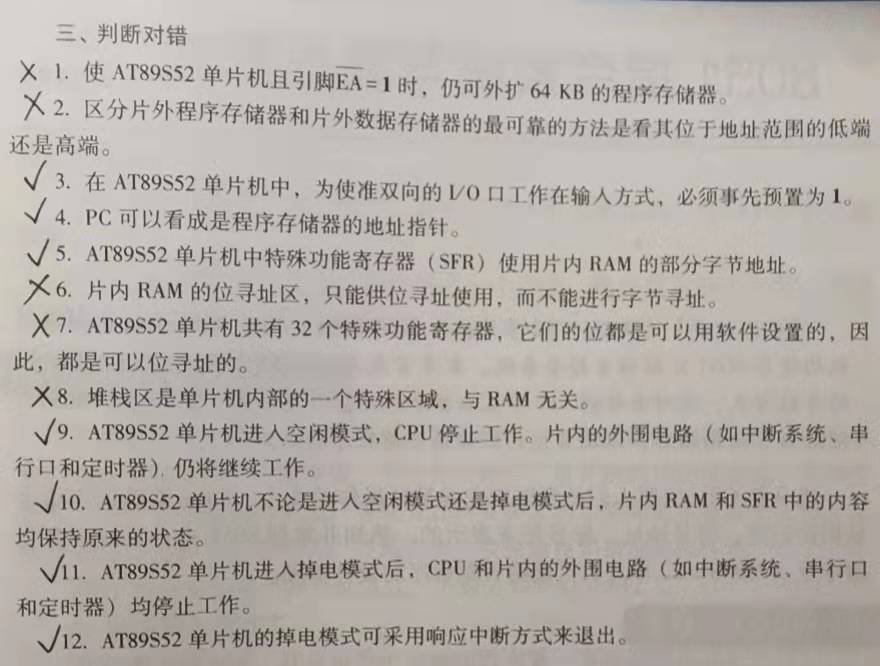 三、判断对错
× 1. 使 AT89S52 单片机且引脚E̅A̅=1 时，仍可外扩 64 KB 的程序存储器。
× 2. 区分片外程序存储器和片外数据存储器的最可靠的方法是看其位于地址范围的低端
还是高端。
√ 3. 在 AT89S52 单片机中，为使准双向的 I/O 口工作在输入方式，必须事先预置为 1。
√ 4. PC 可以看成是程序存储器的地址指针。
√ 5. AT89S52 单片机中特殊功能寄存器（SFR）使用片内 RAM 的部分字节地址。
× 6. 片内 RAM 的位寻址区，只能供位寻址使用，而不能进行字节寻址。
× 7. AT89S52 单片机共有 32 个特殊功能寄存器，它们的位都是可以用软件设置的，因
此，都是可以位寻址的。
× 8. 堆栈区是单片机内部的一个特殊区域，与 RAM 无关。
√ 9. AT89S52 单片机进入空闲模式，CPU 停止工作。片内的外围电路（如中断系统、串
行口和定时器）仍将继续工作。
√ 10. AT89S52 单片机不论是进入空闲模式还是掉电模式后，片内 RAM 和 SFR 中的内容
均保持原来的状态。
√ 11. AT89S52 单片机进入掉电模式后，CPU 和片内的外围电路（如中断系统、串行口
和定时器）均停止工作。
√ 12. AT89S52 单片机的掉电模式可采用响应中断方式来退出。